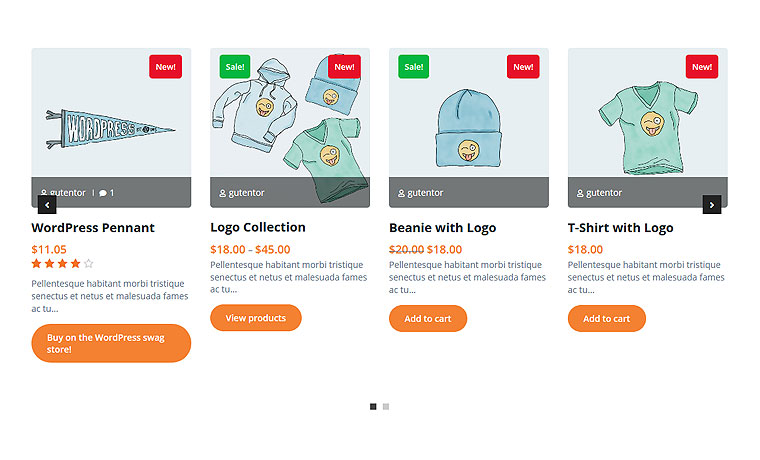 New!
WORDPRESS
gutentor | 1
WordPress Pennant
$11.05
Pellentesque habitant morbi tristique
senectus et netus et malesuada fames
ac tu...
Buy on the WordPress swag
store!
Sale!
New!
gutentor
Logo Collection
$18.00 - $45.00
Pellentesque habitant morbi tristique
senectus et netus et malesuada fames
ac tu...
View products
Sale!
New!
gutentor
Beanie with Logo
$20.00 $18.00
Pellentesque habitant morbi tristique
senectus et netus et malesuada fames
ac tu...
Add to cart
New!
gutentor
T-Shirt with Logo
$18.00
Pellentesque habitant morbi tristique
senectus et netus et malesuada fames
ac tu...
Add to cart